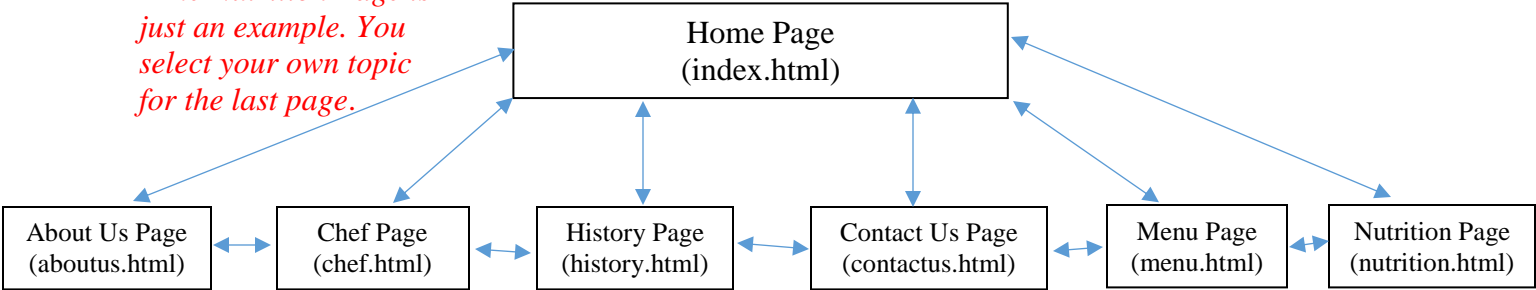 just an example. You
select your own topic
for the last page.
Home Page
(index.html)
About Us Page
(aboutus.html)
Chef Page
(chef.html)
History Page
(history.html)
Contact Us Page
(contactus.html)
Menu Page
(menu.html)
Nutrition Page
(nutrition.html)